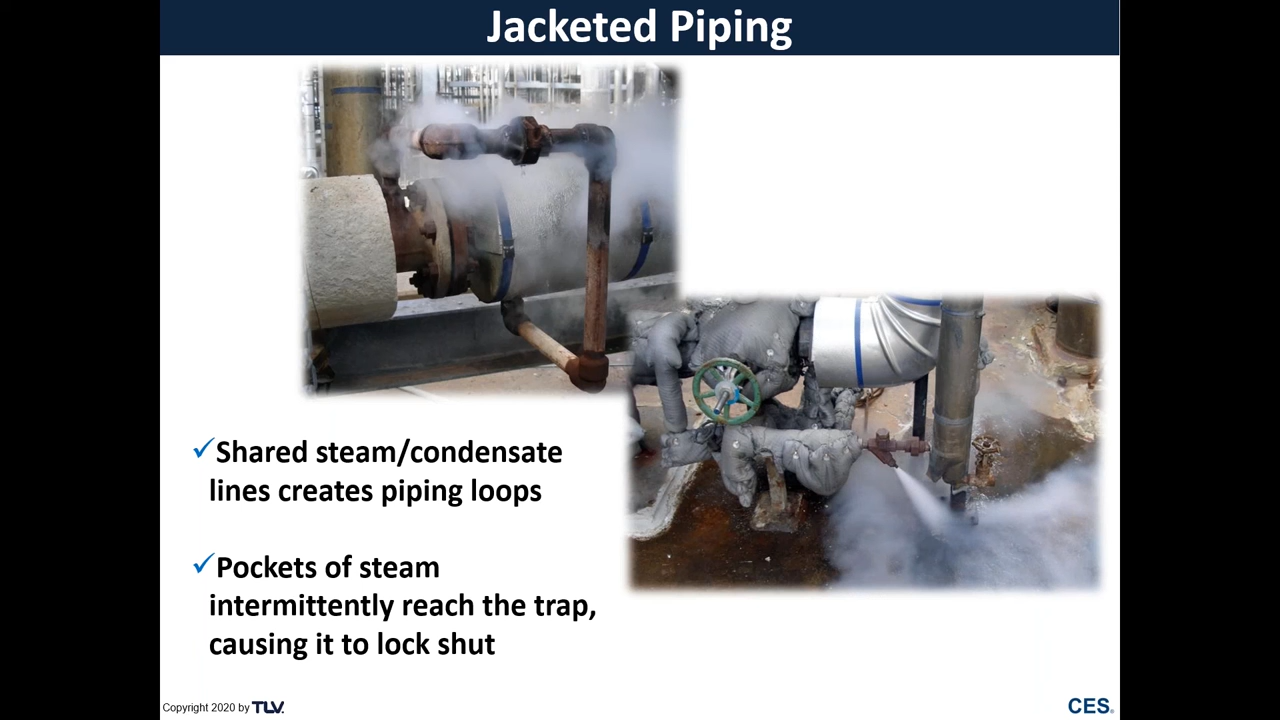 Jacketed Piping
✓Shared steam/condensate
lines creates piping loops
✓Pockets of steam
intermittently reach the trap,
causing it to lock shut
Copyright 2020 by TLV.
CES®